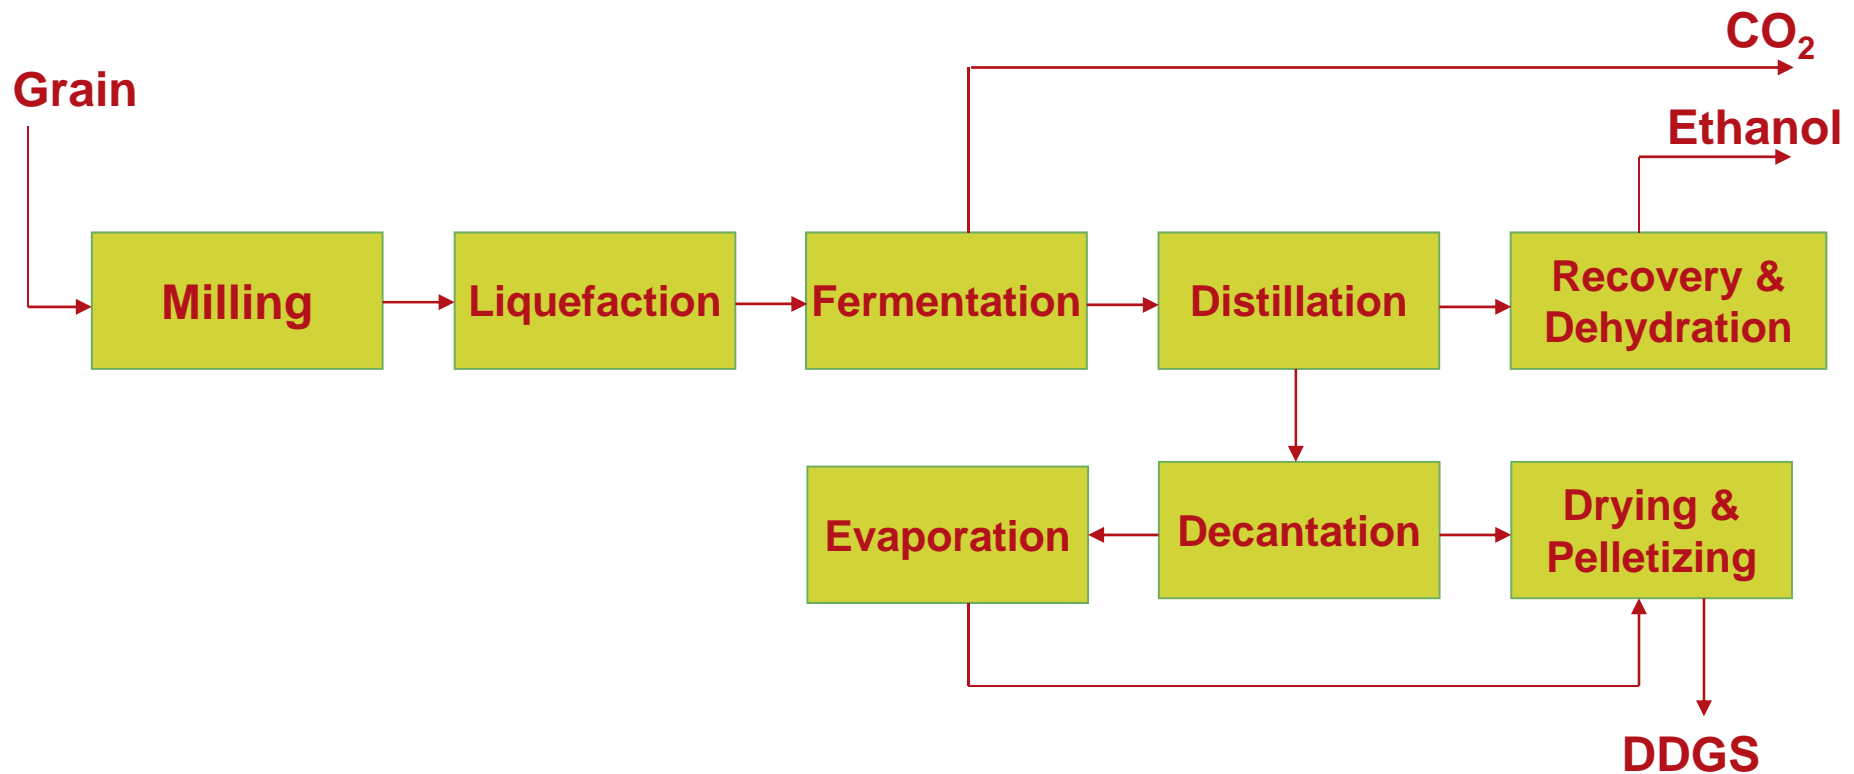 CO₂
Grain
Ethanol
Milling
Liquefaction
Fermentation
Distillation
Recovery &
Dehydration
Evaporation
Decantation
Drying &
Pelletizing
DDGS